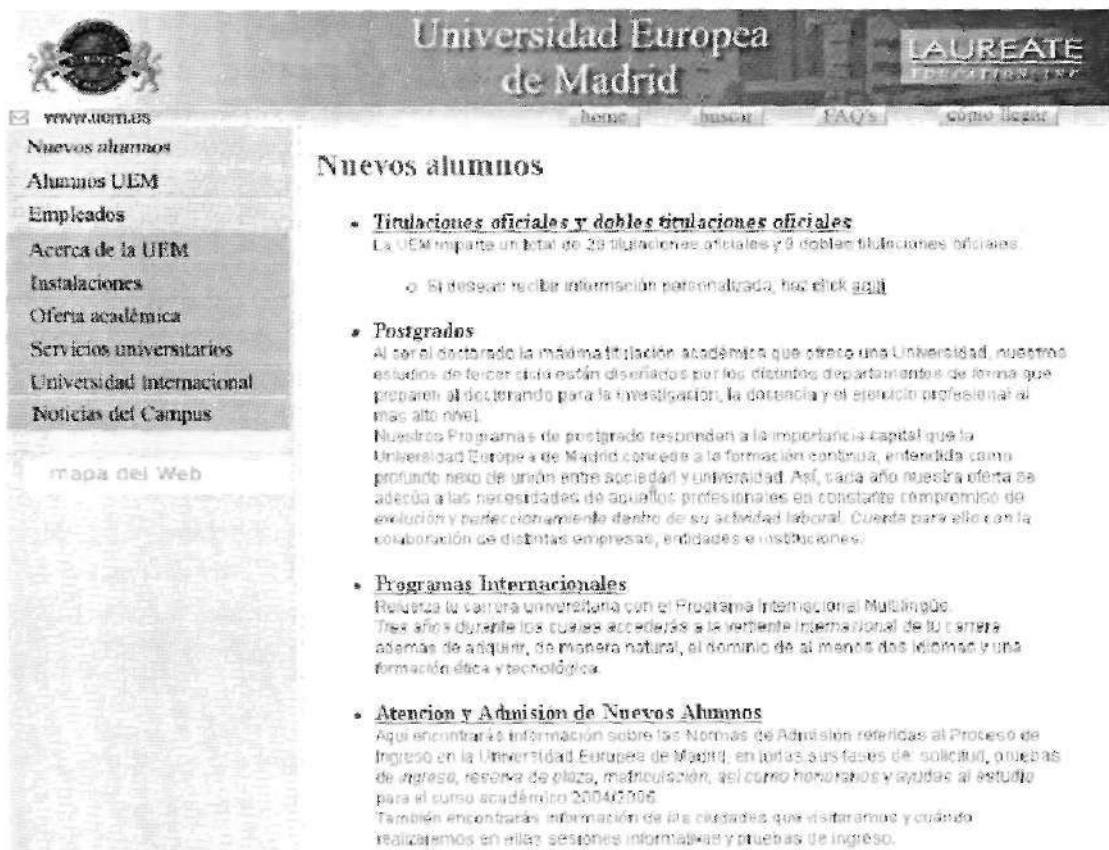 Universidad Europea
de Madrid
LAUREATE
EDUCATION, INC
www.uem.es
home buscar FAQ's como llegar
Nuevos alumnos
Alumnos UEM
Empleados
Acerca de la UEM
Instalaciones
Oferta académica
Servicios universitarios
Universidad Internacional
Noticias del Campus
mapa del Web
Nuevos alumnos
• Titulaciones oficiales y dobles titulaciones oficiales
La UEM imparte un total de 29 titulaciones oficiales y 9 dobles titulaciones oficiales.
o Si deseas recibir información personalizada, haz click aquí
• Postgrados
Al ser el doctorado la máxima titulación académica que ofrece una Universidad, nuestros
estudios de tercer ciclo están diseñados por los distintos departamentos de forma que
preparen al doctorando para la investigación, la docencia y el ejercicio profesional al
más alto nivel.
Nuestros Programas de postgrado responden a la importancia capital que la
Universidad Europea de Madrid concede a la formación continua, entendida como
profundo nexo de unión entre sociedad y universidad. Así, cada año nuestra oferta se
adecúa a las necesidades de aquellos profesionales en constante compromiso de
evolución y perfeccionamiento dentro de su actividad laboral. Cuenta para ello con la
colaboración de distintas empresas, entidades e instituciones.
• Programas Internacionales
Refuerza tu carrera universitaria con el Programa Internacional Multilingüe.
Tres años durante los cuales accederás a la vertiente internacional de tu carrera
además de adquirir, de manera natural, el dominio de al menos dos idiomas y una
formación ética y tecnológica.
• Atencion y Admision de Nuevos Alumnos
Aquí encontrarás información sobre las Normas de Admisión referidas al Proceso de
Ingreso en la Universidad Europea de Madrid, en todas sus fases de: solicitud, pruebas
de ingreso, reserva de plaza, matriculación, así como honorarios y ayudas al estudio
para el curso académico
También encontrarás información de las ciudades que visitaremos y cuándo
realizaremos en ellas sesiones informativas y pruebas de ingreso.